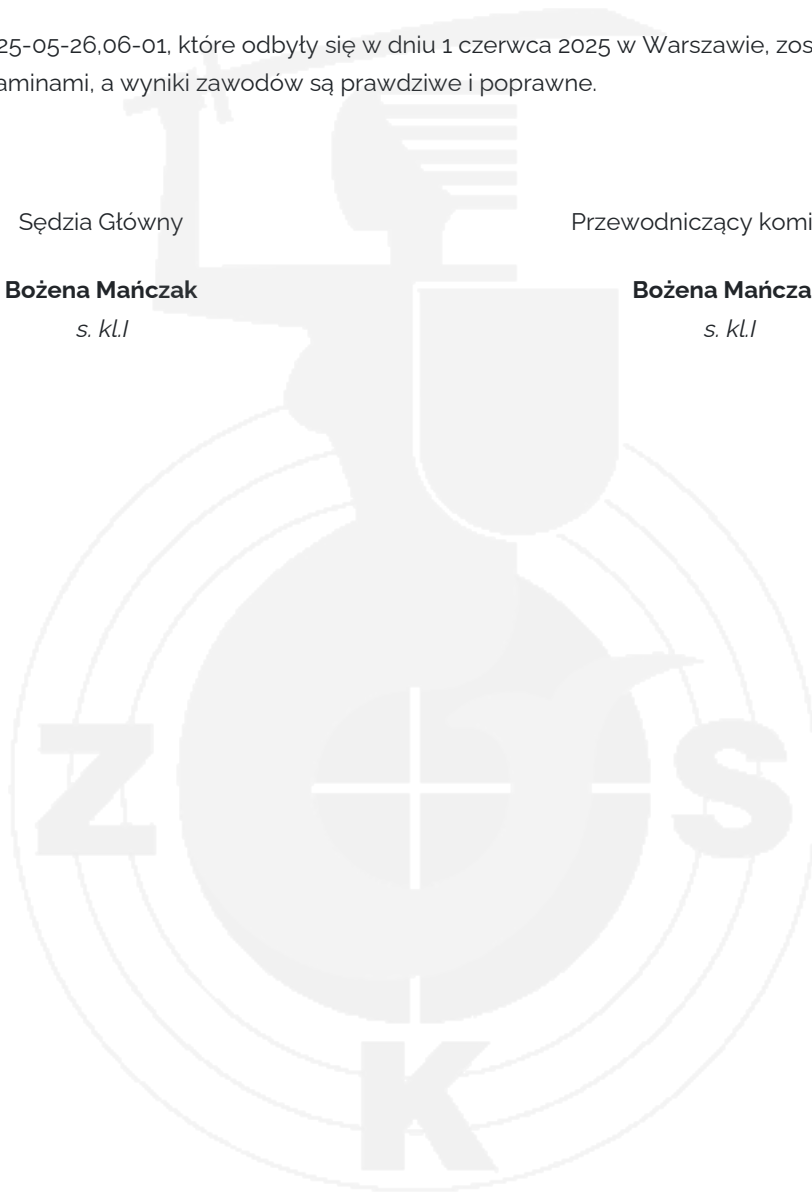 25-05-26,06-01, które odbyły się w dniu 1 czerwca 2025 w Warszawie, zos
aminami, a wyniki zawodów są prawdziwe i poprawne.
Sędzia Główny Przewodniczący komi
Bożena Mańczak Bożena Mańcza
s. kl.I s. kl.I
Z S
K